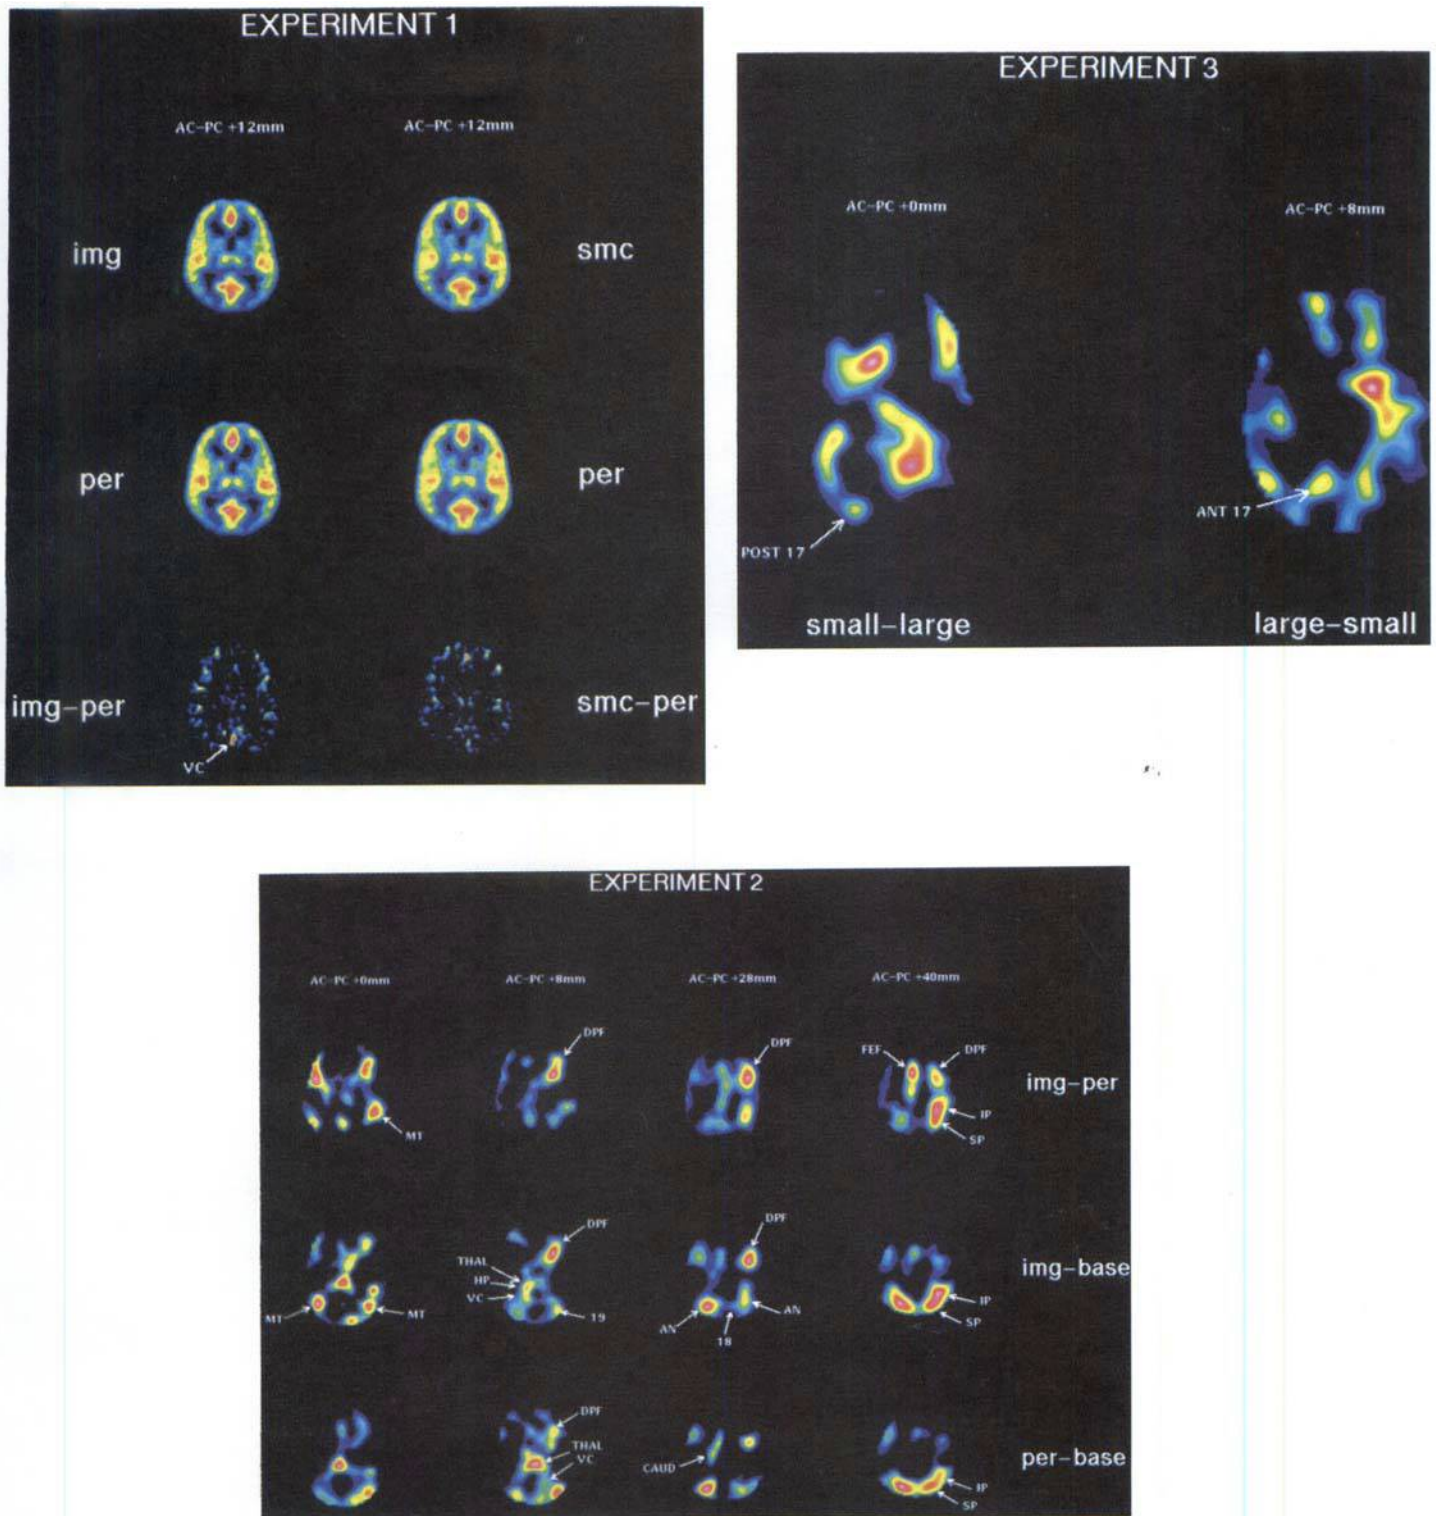 EXPERIMENT 1
AC-PC +12mm AC-PC +12mm
img smc
per per
img-per smc-per
VC
EXPERIMENT 3
AC-PC +0mm AC-PC +8mm
ANT 17
POST 17
small-large large-small
EXPERIMENT 2
AC-PC +0mm AC-PC +8mm AC-PC +28mm AC-PC +40mm
DPF DPF FEF DPF
img-per
IP
MT SP
DPF DPF
THAL
HP img-base
VC IP
MT MT 19 AN AN SP
18
DPF
THAL
VC CAUD per-base
IP
SP